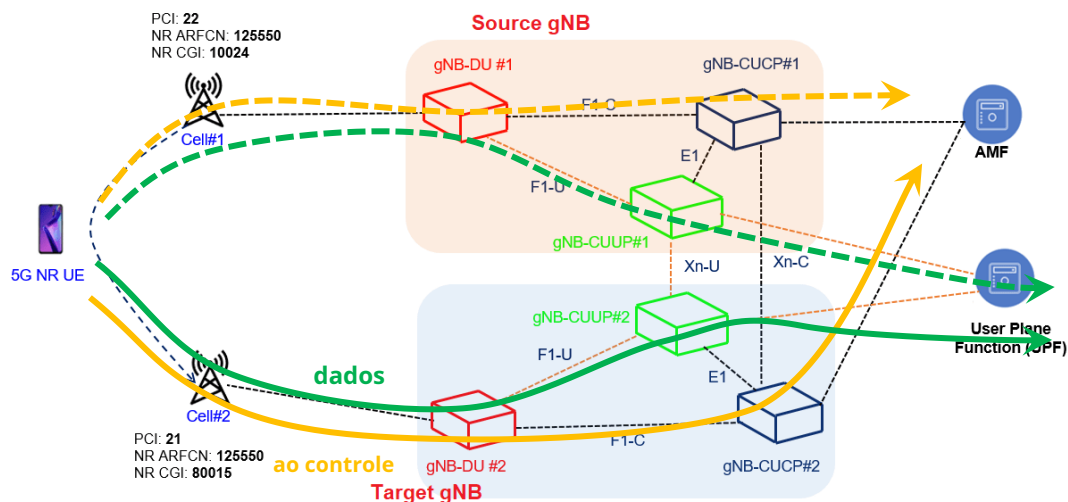 PCI: 22
NR ARFCN: 125550
NR CGI: 10024
Source gNB
gNB-DU #1
gNB-CUCP#1
F1-C
Cell#1
AMF
E1
F1-U
gNB-CUUP#1
5G NR UE
Xn-U
Xn-C
gNB-CUUP#2
User Plane
Function (UPF)
F1-U
dados
E1
Cell#2
PCI: 21
NR ARFCN: 125550
NR CGI: 80015
ao controle
F1-C
gNB-DU #2
gNB-CUCP#2
Target gNB